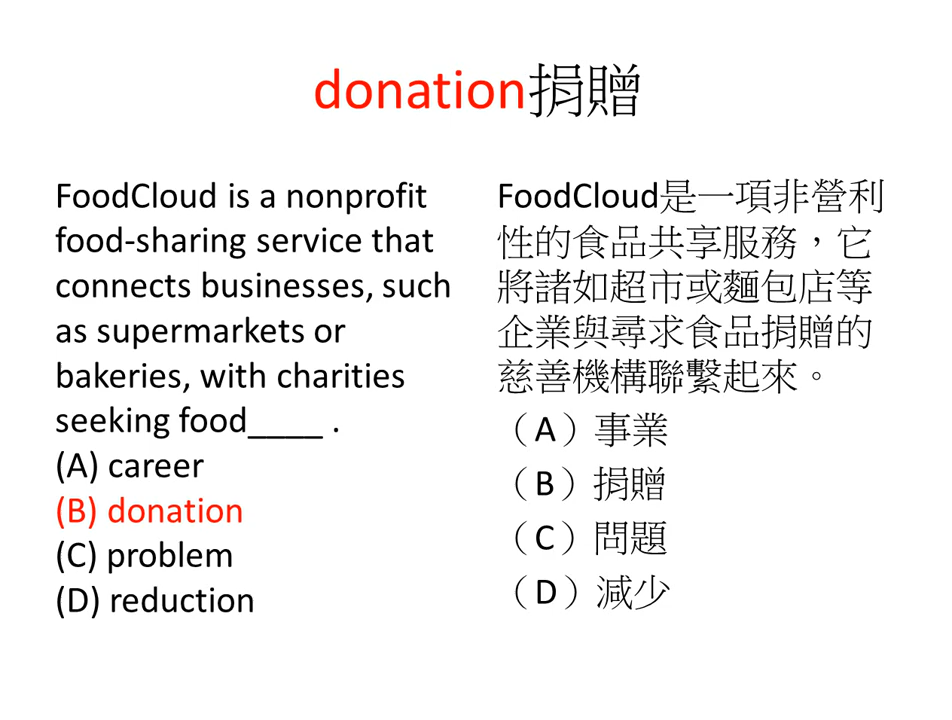 donation捐贈
FoodCloud is a nonprofit
food-sharing service that
connects businesses, such
as supermarkets or
bakeries, with charities
seeking food____ .
(A) career
(B) donation
(C) problem
(D) reduction
FoodCloud是一項非營利
性的食品共享服務，它
將諸如超市或麵包店等
企業與尋求食品捐贈的
慈善機構聯繫起來。
（A）事業
（B）捐贈
（C）問題
（D）減少